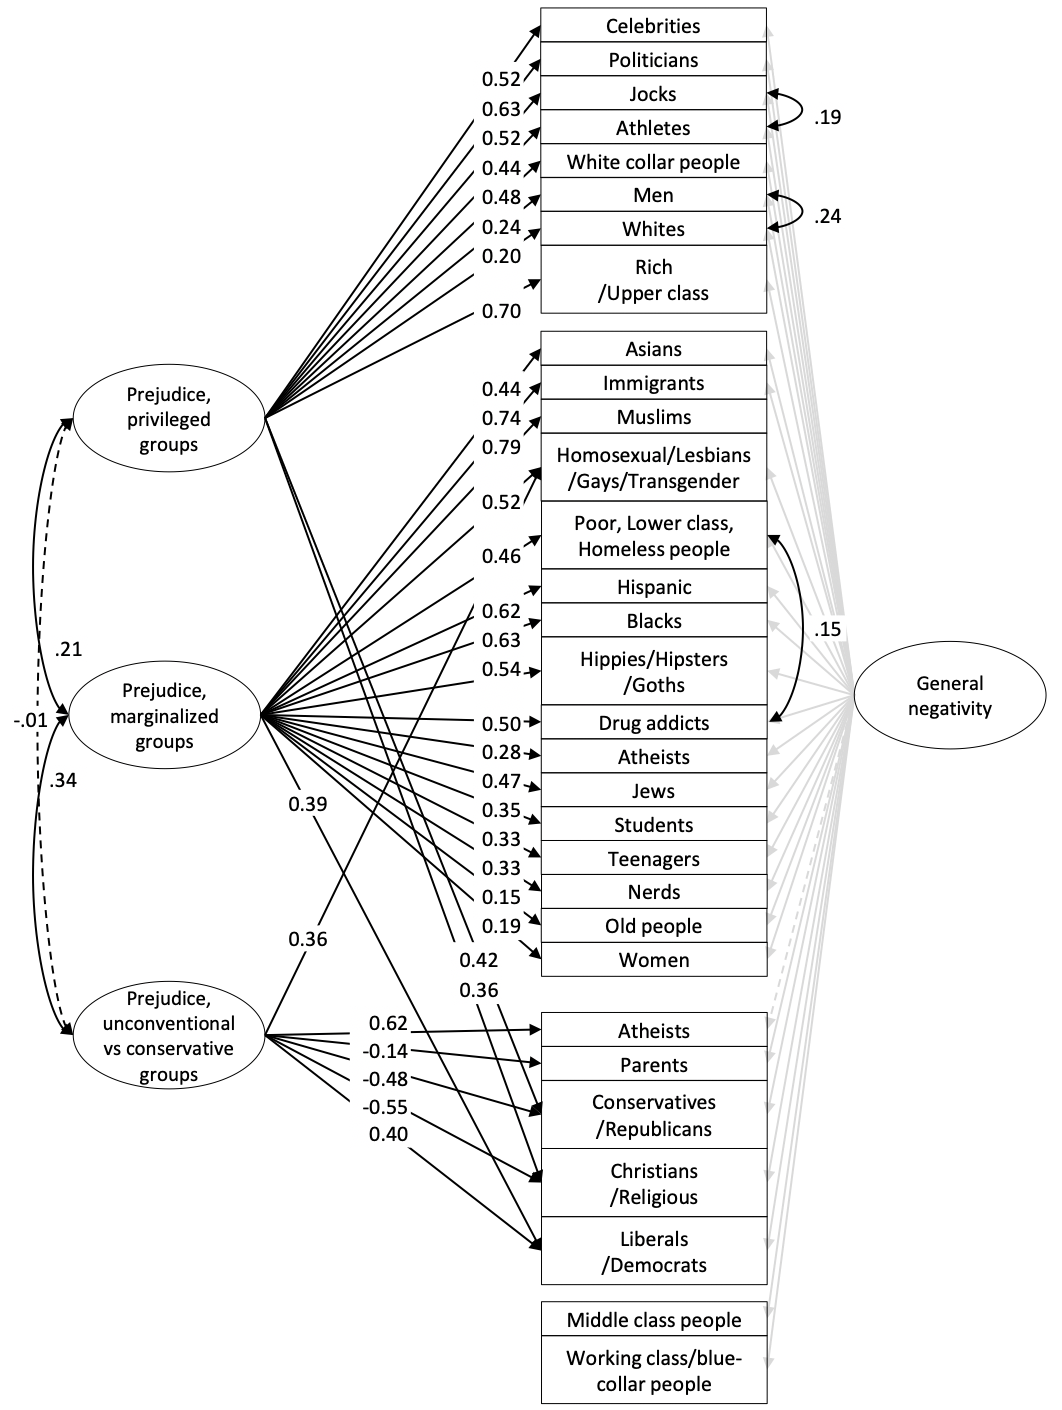 Celebrities
Politicians
Jocks
Athletes
White collar people
Men
Whites
Rich
/Upper class
0.52
0.63
0.52
0.44
0.48
0.24
0.20
0.70
.19
.24
Prejudice,
privileged
groups
Asians
Immigrants
Muslims
Homosexual/Lesbians
/Gays/Transgender
Poor, Lower class,
Homeless people
Hispanic
Blacks
Hippies/Hipsters
/Goths
Drug addicts
Atheists
Jews
Students
Teenagers
Nerds
Old people
Women
0.44
0.74
0.79
0.52
0.46
0.62
0.63
0.54
0.50
0.28
0.47
0.35
0.33
0.33
0.15
0.19
.15
General
negativity
.21
-.01
.34
Prejudice,
marginalized
groups
0.39
0.36
0.42
0.36
Prejudice,
unconventional
vs conservative
groups
0.62
-0.14
-0.48
-0.55
0.40
Atheists
Parents
Conservatives
/Republicans
Christians
/Religious
Liberals
/Democrats
Middle class people
Working class/blue-
collar people